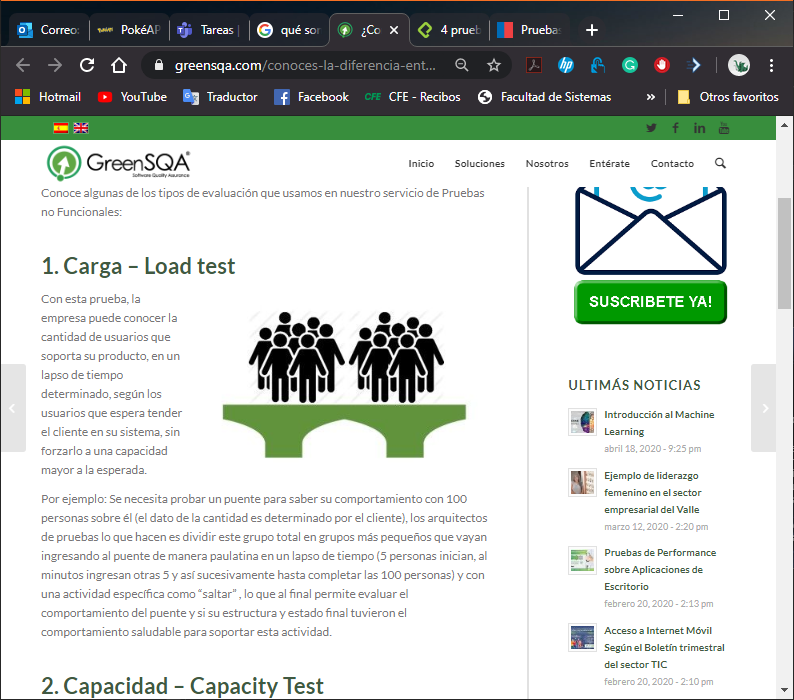 Correo:
PokéAP
Tareas
qué sor
¿Co
4 prueb
Prueba
greensqa.com/conoces-la-diferencia-ent...
Hotmail
YouTube
Traductor
Facebook
CFE CFE - Recibos
Facultad de Sistemas
»
Otros favoritos
GreenSQA
Software Quality Assurance
Inicio
Soluciones
Nosotros
Entérate
Contacto
Conoce algunas de los tipos de evaluación que usamos en nuestro servicio de Pruebas
no Funcionales:
1. Carga – Load test
Con esta prueba, la
empresa puede conocer la
cantidad de usuarios que
soporta su producto, en un
lapso de tiempo
determinado, según los
usuarios que espera tender
el cliente en su sistema, sin
forzarlo a una capacidad
mayor a la esperada.
Por ejemplo: Se necesita probar un puente para saber su comportamiento con 100
personas sobre él (el dato de la cantidad es determinado por el cliente), los arquitectos
de pruebas lo que hacen es dividir este grupo total en grupos más pequeños que vayan
ingresando al puente de manera paulatina en un lapso de tiempo (5 personas inician, al
minutos ingresan otras 5 y así sucesivamente hasta completar las 100 personas) y con
una actividad específica como “saltar” , lo que al final permite evaluar el
comportamiento del puente y si su estructura y estado final tuvieron el
comportamiento saludable para soportar esta actividad.
2. Capacidad – Capacity Test
SUSCRIBETE YA!
ULTIMÁS NOTICIAS
Introducción al Machine
Learning
abril 18, 2020 - 9:25 pm
Ejemplo de liderazgo
femenino en el sector
empresarial del Valle
marzo 12, 2020 - 2:20 pm
Pruebas de Performance
sobre Aplicaciones de
Escritorio
febrero 20, 2020 - 2:13 pm
Acceso a Internet Móvil
Según el Boletín trimestral
del sector TIC
febrero 20, 2020 - 2:10 pm